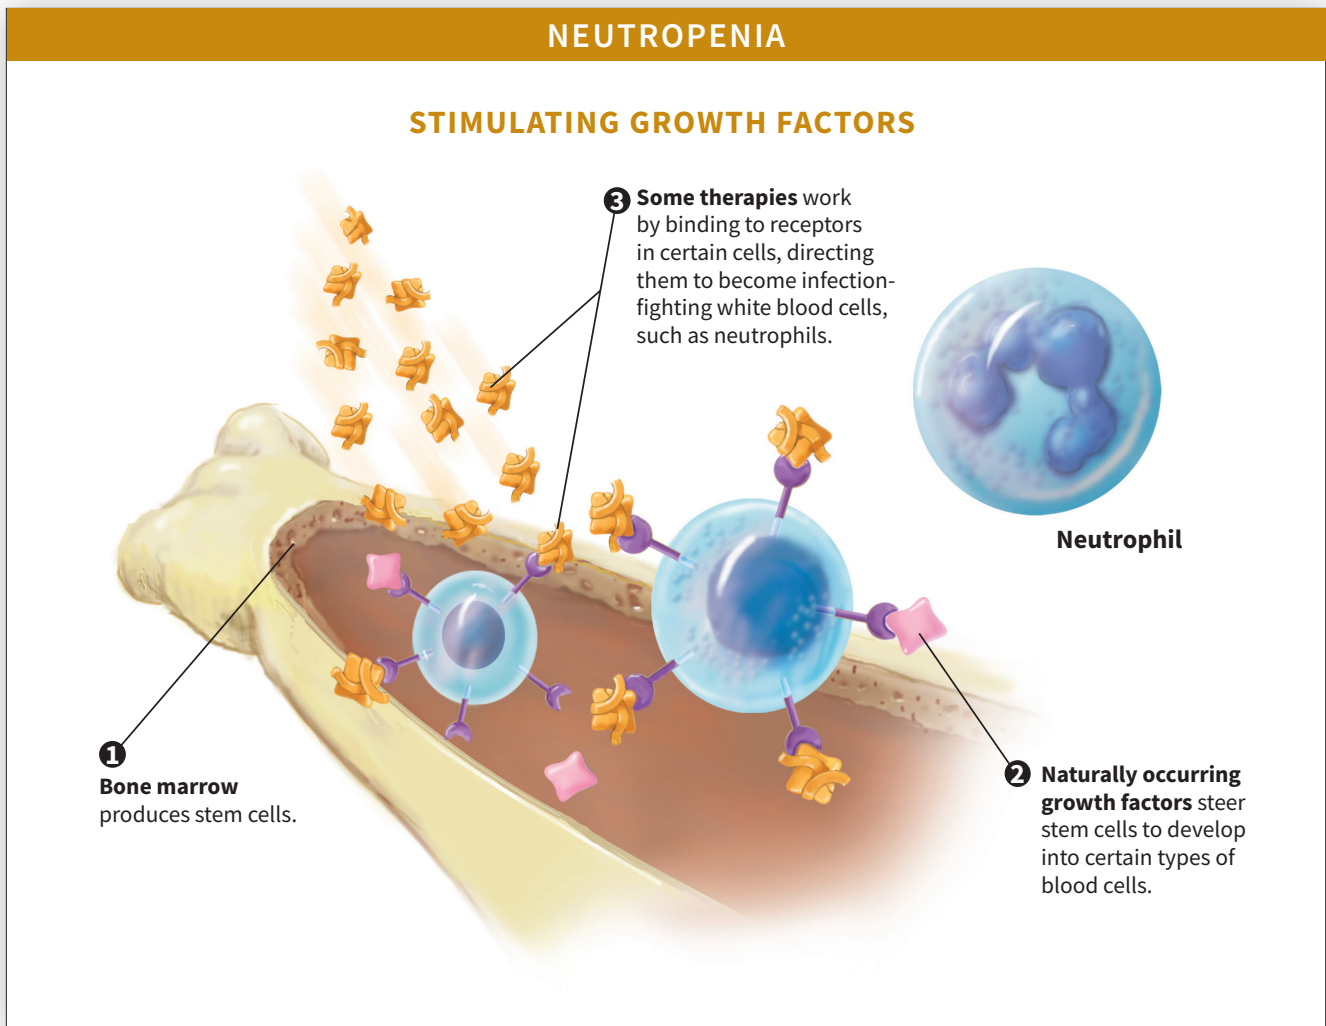 NEUTROPENIA
STIMULATING GROWTH FACTORS
3 Some therapies work
by binding to receptors
in certain cells, directing
them to become infection-
fighting white blood cells,
such as neutrophils.
Neutrophil
1
Bone marrow
produces stem cells.
2 Naturally occurring
growth factors steer
stem cells to develop
into certain types of
blood cells.